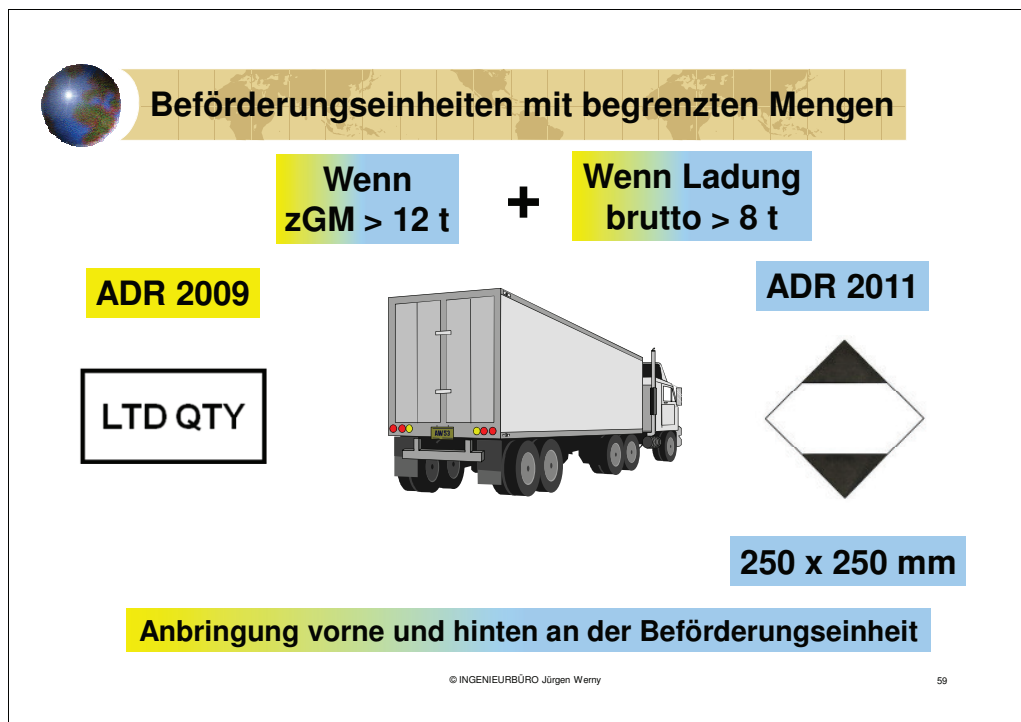 Beförderungseinheiten mit begrenzten Mengen
Wenn
zGM > 12 t
+
Wenn Ladung
brutto > 8 t
ADR 2009
ADR 2011
LTD QTY
250 x 250 mm
Anbringung vorne und hinten an der Beförderungseinheit
© INGENIEURBÜRO Jürgen Werny
59